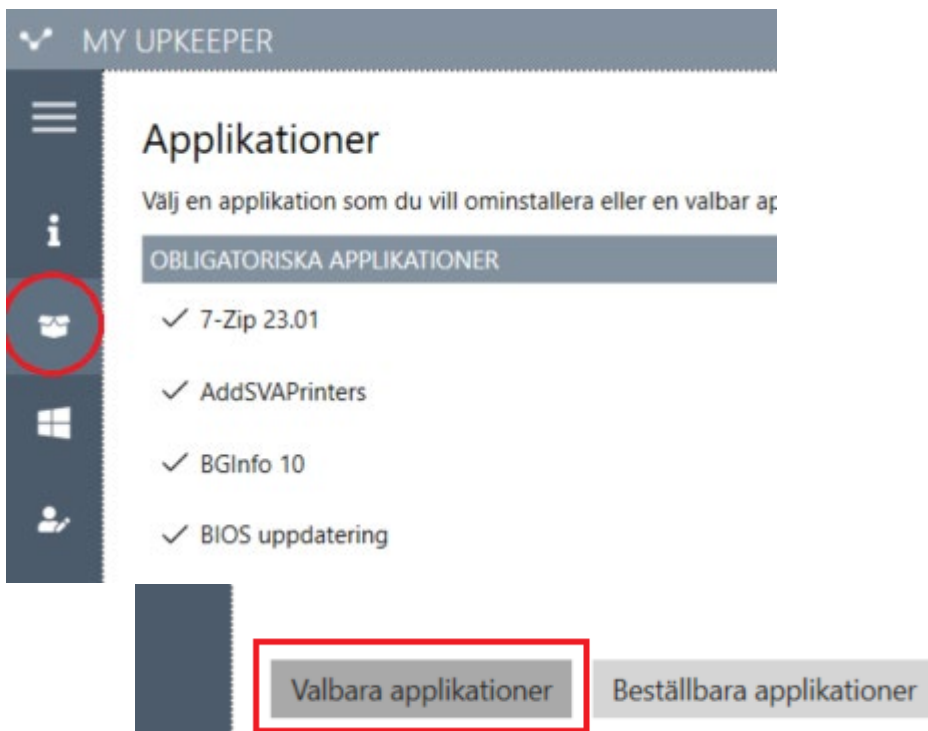 MY UPKEEPER
Applikationer
Välj en applikation som du vill ominstallera eller en valbar
OBLIGATORISKA APPLIKATIONER
7-Zip 23.01
AddSVAPrinters
BGInfo 10
BIOS uppdatering
Valbara applikationer
Beställbara applikationer